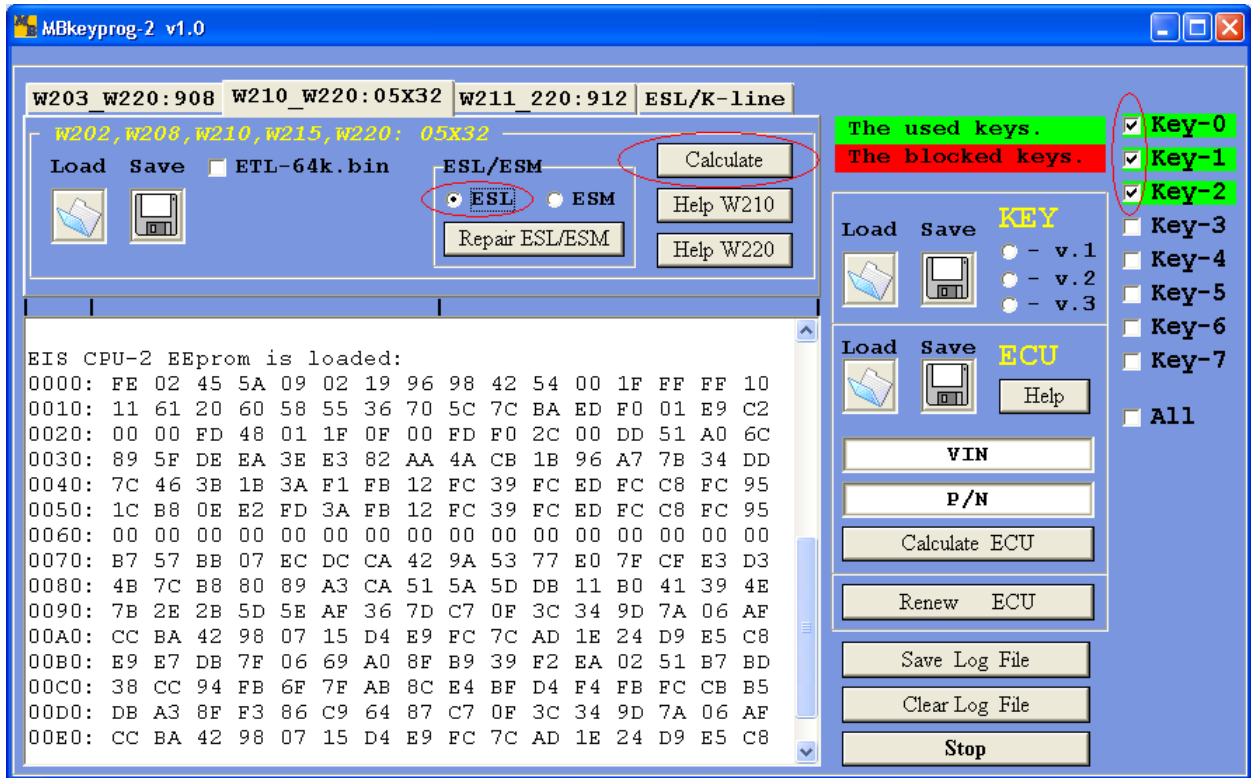 MBkeyprog-2 v1.0
W203_W220:908 W210_W220:05X32 W211_220:912 ESL/K-line
W202,W208,W210,W215,W220: 05X32
Load Save ETL-64k.bin
ESL/ESM
ESL ESM
Repair ESL/ESM
Calculate
Help W210
Help W220
The used keys.
The blocked keys.
Key-0
Key-1
Key-2
Key-3
Key-4
Key-5
Key-6
Key-7
All
Load Save KEY
- v.1
- v.2
- v.3
Load Save ECU
Help
VIN
P/N
Calculate ECU
Renew ECU
Save Log File
Clear Log File
Stop
EIS CPU-2 EEprom is loaded:
0000: FE 02 45 5A 09 02 19 96 98 42 54 00 1F FF FF 10
0010: 11 61 20 60 58 55 36 70 5C 7C BA ED F0 01 E9 C2
0020: 00 00 FD 48 01 1F 0F 00 FD F0 2C 00 DD 51 A0 6C
0030: 89 5F DE EA 3E E3 82 AA 4A CB 1B 96 A7 7B 34 DD
0040: 7C 46 3B 1B 3A F1 FB 12 FC 39 FC ED FC C8 FC 95
0050: 1C B8 0E E2 FD 3A FB 12 FC 39 FC ED FC C8 FC 95
0060: 00 00 00 00 00 00 00 00 00 00 00 00 00 00 00 00
0070: B7 57 BB 07 EC DC CA 42 9A 53 77 E0 7F CF E3 D3
0080: 4B 7C B8 80 89 A3 CA 51 5A 5D DB 11 B0 41 39 4E
0090: 7B 2E 2B 5D 5E AF 36 7D C7 0F 3C 34 9D 7A 06 AF
00A0: CC BA 42 98 07 15 D4 E9 FC 7C AD 1E 24 D9 E5 C8
00B0: E9 E7 DB 7F 06 69 A0 8F B9 39 F2 EA 02 51 B7 BD
00C0: 38 CC 94 FB 6F 7F AB 8C E4 BF D4 F4 FB FC CB B5
00D0: DB A3 8F F3 86 C9 64 87 C7 0F 3C 34 9D 7A 06 AF
00E0: CC BA 42 98 07 15 D4 E9 FC 7C AD 1E 24 D9 E5 C8